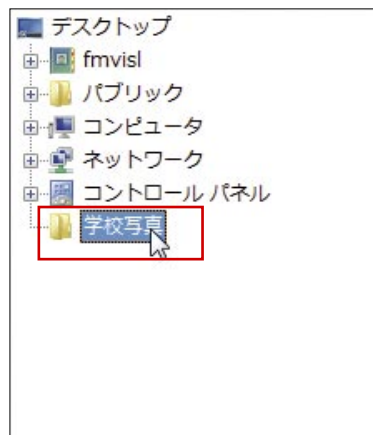 デスクトップ
fmvisl
パブリック
コンピュータ
ネットワーク
コントロール パネル
学校写真